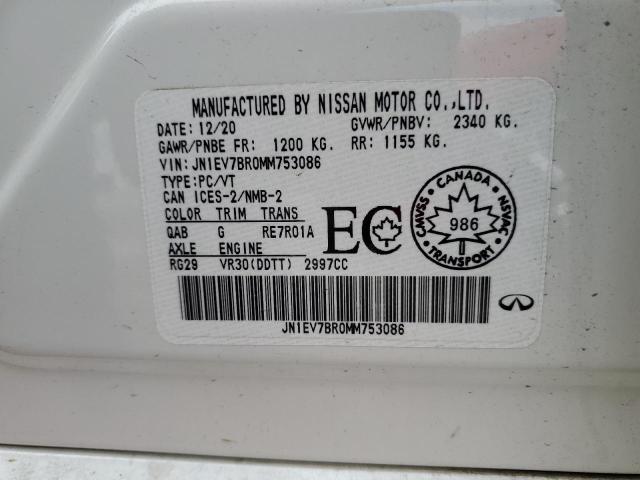 MANUFACTURED BY NISSAN MOTOR CO.,LTD.
DATE: 12/20 GVWR/PNBV: 2340 KG.
GAWR/PNBE FR: 1200 KG. RR: 1155 KG.
VIN: JN1EV7BR0MM753086
TYPE:PC/VT
CAN ICES-2/NMB-2
COLOR TRIM TRANS
QAB G RE7R01A
AXLE ENGINE
RG29 VR30(DDTT) 2997CC
EC
CANADA
CMVSS 986 NSVAC
TRANSPORT
JN1EV7BR0MM753086